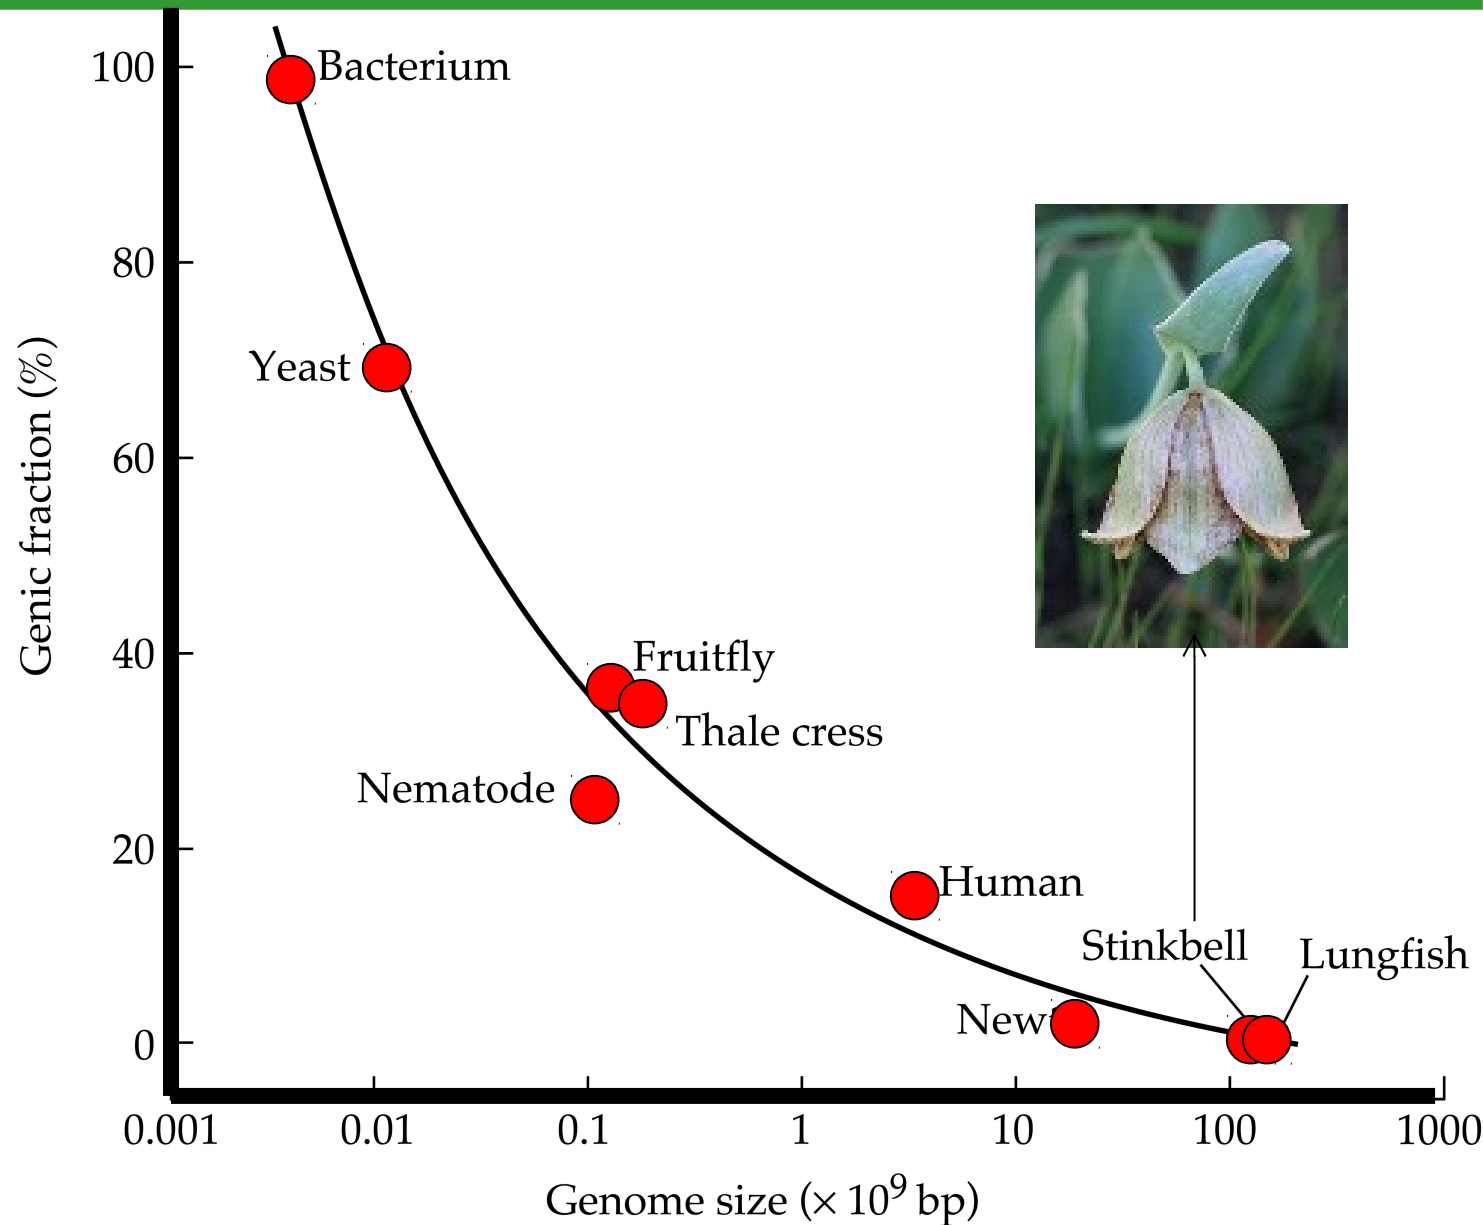 100
Bacterium
80
Yeast
60
Genic fraction (%)
40
Fruitfly
Thale cress
Nematode
20
Human
Stinkbell
Lungfish
New
0
0.001
0.01
0.1
1
10
100
1000
Genome size (× 10⁹ bp)